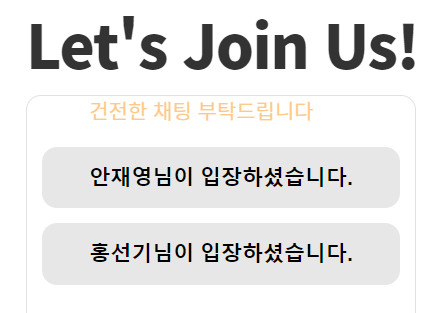 Let's Join Us!
건전한 채팅 부탁드립니다
안재영님이 입장하셨습니다.
홍선기님이 입장하셨습니다.